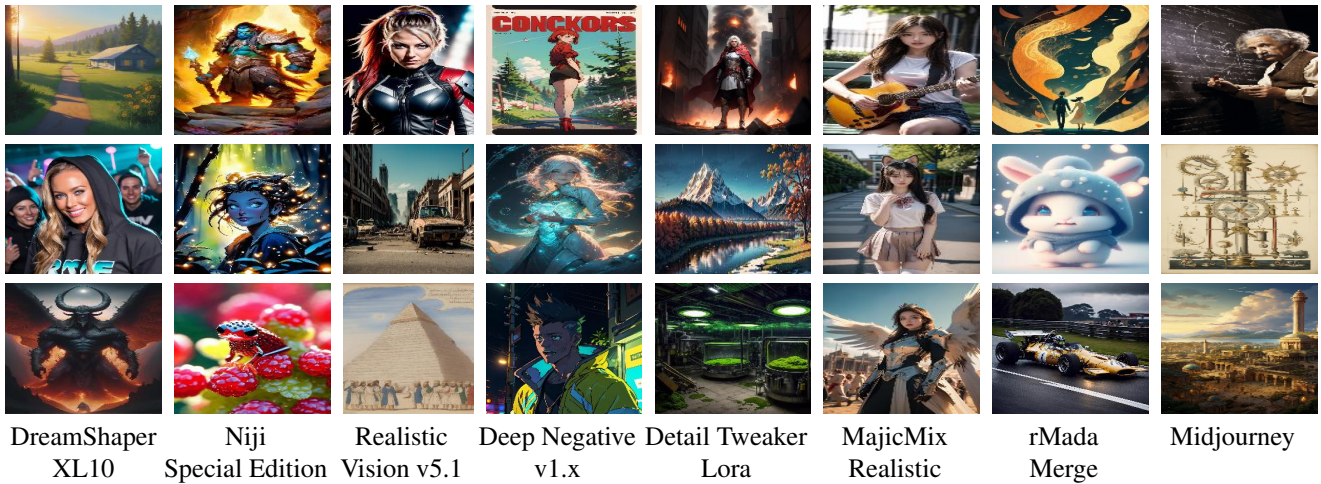 CONCKORS
DreamShaper
XL10
Niji
Special Edition
Realistic
Vision v5.1
Deep Negative
v1.x
Detail Tweaker
Lora
MajicMix
Realistic
rMada
Merge
Midjourney